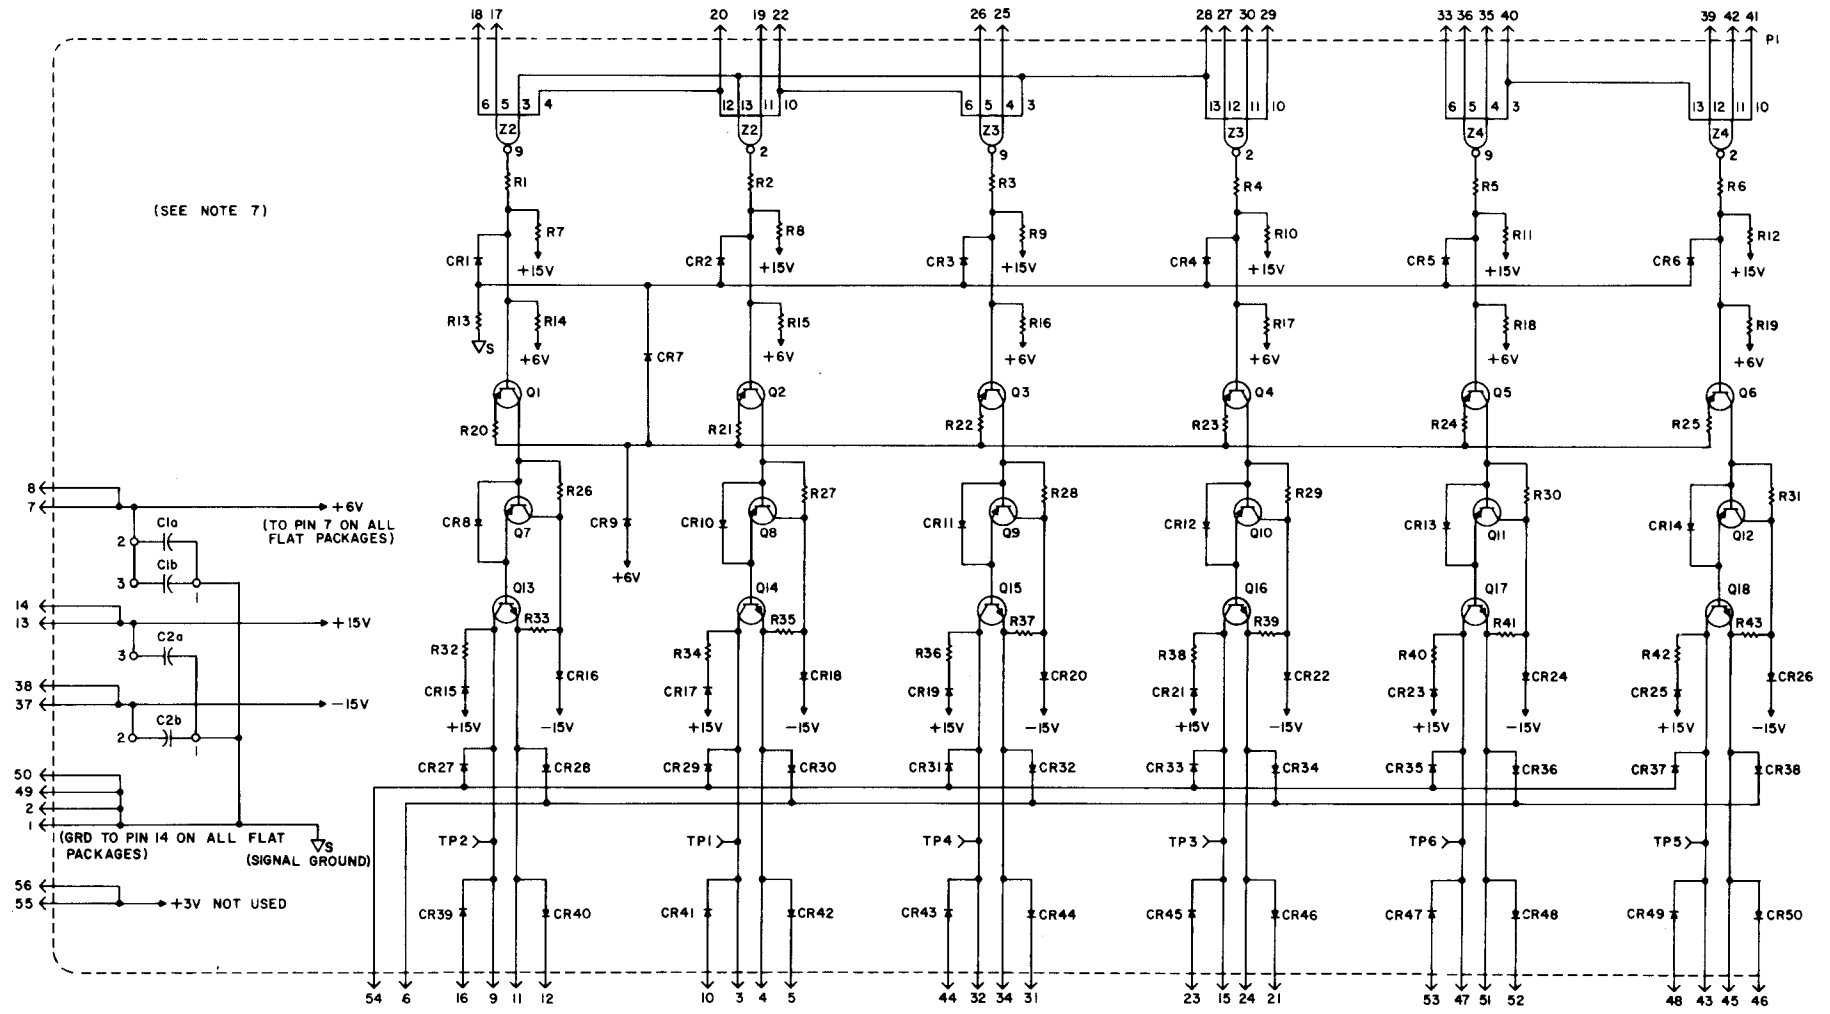 18 17 20 19 22 26 25 28 27 30 29 33 36 35 40 39 42 41
P1
6 5 3 4 12 13 11 10 6 5 4 3 13 12 11 10 6 5 4 3 13 12 11 10
Z2 Z2 Z3 Z3 Z4 Z4
9 2 9 2 9 2
R1 R2 R3 R4 R5 R6
(SEE NOTE 7)
R7 R8 R9 R10 R11 R12
CR1 CR2 CR3 CR4 CR5 CR6
+15V +15V +15V +15V +15V +15V
R13 R14 R15 R16 R17 R18 R19
S
CR7
+6V +6V +6V +6V +6V +6V
Q1 Q2 Q3 Q4 Q5 Q6
R20 R21 R22 R23 R24 R25
8
7
+6V
(TO PIN 7 ON ALL
FLAT PACKAGES)
R26 R27 R28 R29 R30 R31
CR8 CR9 CR10 CR11 CR12 CR13 CR14
Q7 Q8 Q9 Q10 Q11 Q12
C1a
2
C1b
3
1
+6V
Q13 Q14 Q15 Q16 Q17 Q18
14
13
+15V
R33 R35 R37 R39 R41 R43
C2a
3
R32 R34 R36 R38 R40 R42
CR16 CR18 CR20 CR22 CR24 CR26
38
37
-15V
CR15 CR17 CR19 CR21 CR23 CR25
C2b
2
1
+15V -15V +15V -15V +15V -15V +15V -15V +15V -15V +15V -15V
CR27 CR28 CR29 CR30 CR31 CR32 CR33 CR34 CR35 CR36 CR37 CR38
50
49
2
1
(GRD TO PIN 14 ON ALL FLAT
PACKAGES)
S
(SIGNAL GROUND)
TP2 TP1 TP4 TP3 TP6 TP5
56
55
+3V NOT USED
CR39 CR40 CR41 CR42 CR43 CR44 CR45 CR46 CR47 CR48 CR49 CR50
54 6 16 9 11 12 10 3 4 5 44 32 34 31 23 15 24 21 53 47 51 52 48 43 45 46